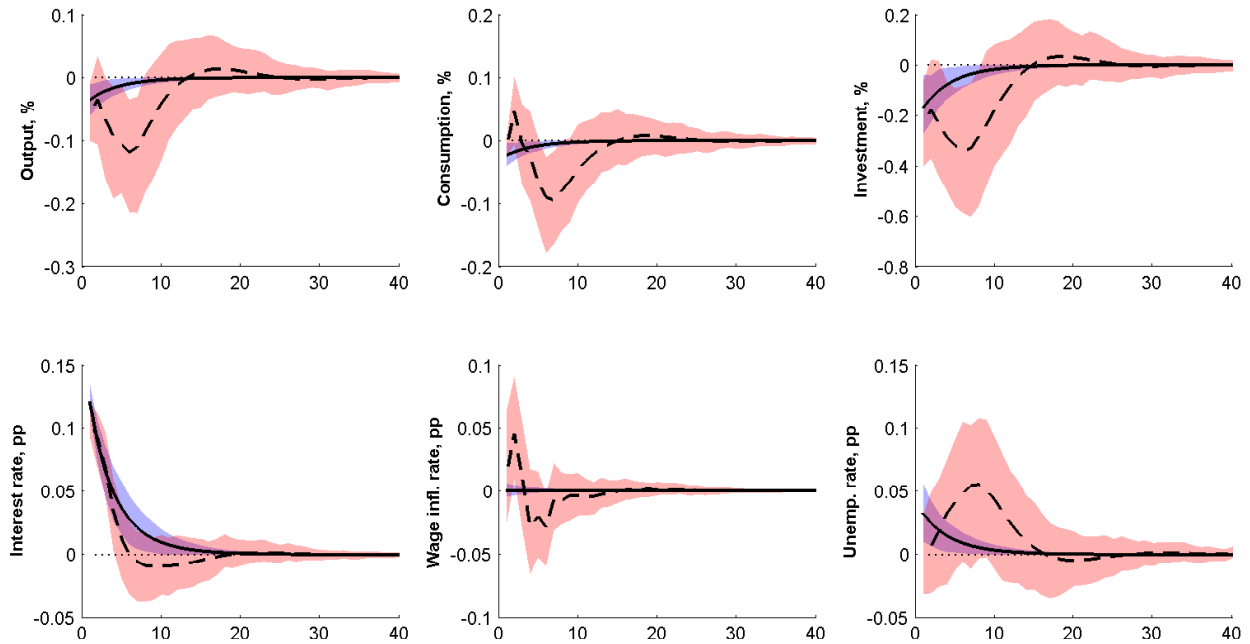 Output, %
0.1
0
-0.1
-0.2
-0.3
0 10 20 30 40
Consumption, %
0.2
0.1
0
-0.1
-0.2
0 10 20 30 40
Investment, %
0.2
0
-0.2
-0.4
-0.6
-0.8
0 10 20 30 40
Interest rate, pp
0.15
0.1
0.05
0
-0.05
0 10 20 30 40
Wage infl. rate, pp
0.1
0.05
0
-0.05
-0.1
0 10 20 30 40
Unemp. rate, pp
0.15
0.1
0.05
0
-0.05
0 10 20 30 40